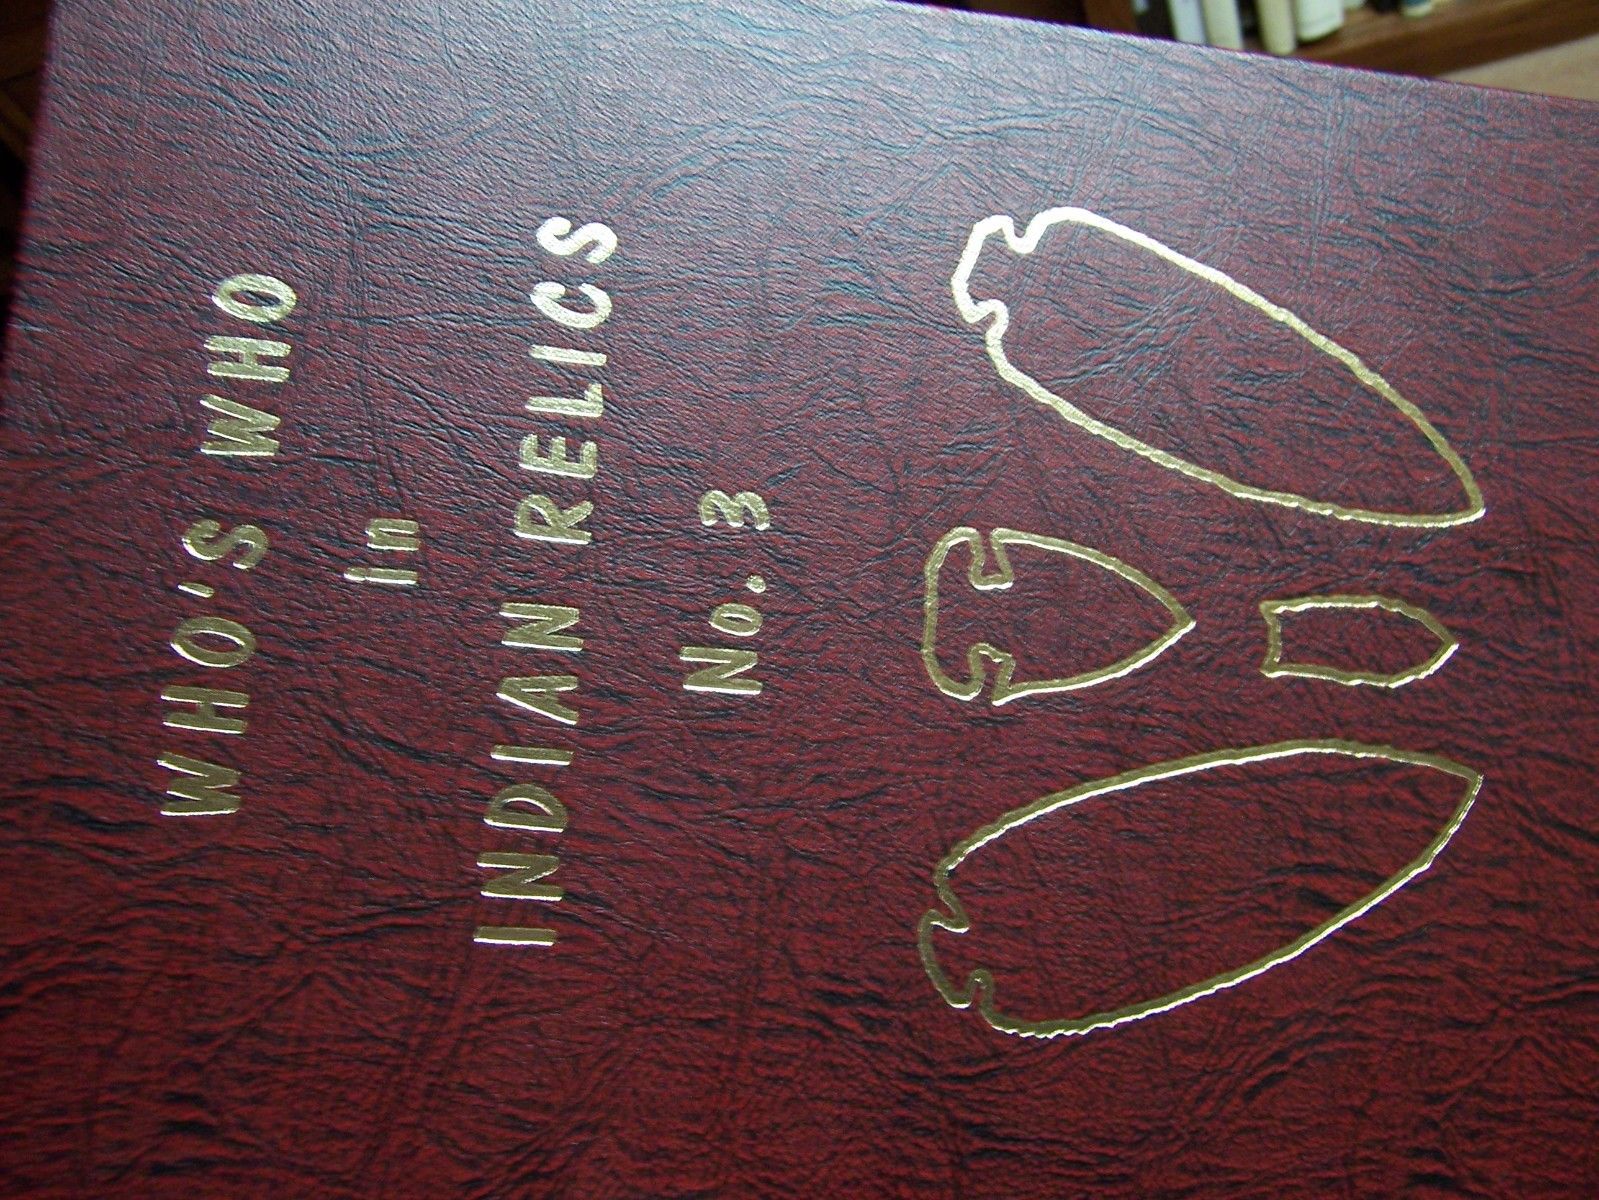 WHO'S WHO
in
INDIAN RELICS
No. 3